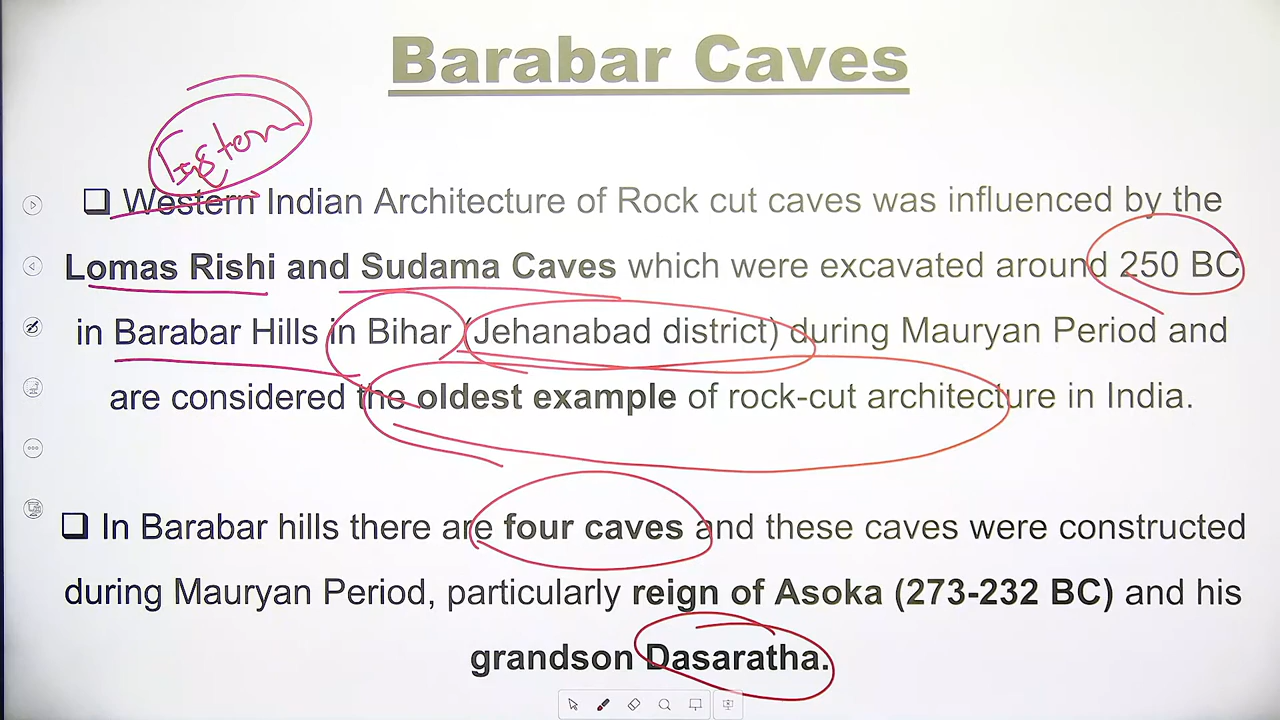 Barabar Caves
Eastern
❑ Western Indian Architecture of Rock cut caves was influenced by the
Lomas Rishi and Sudama Caves which were excavated around 250 BC
in Barabar Hills in Bihar (Jehanabad district) during Mauryan Period and
are considered the oldest example of rock-cut architecture in India.
❑ In Barabar hills there are four caves and these caves were constructed
during Mauryan Period, particularly reign of Asoka (273-232 BC) and his
grandson Dasaratha.